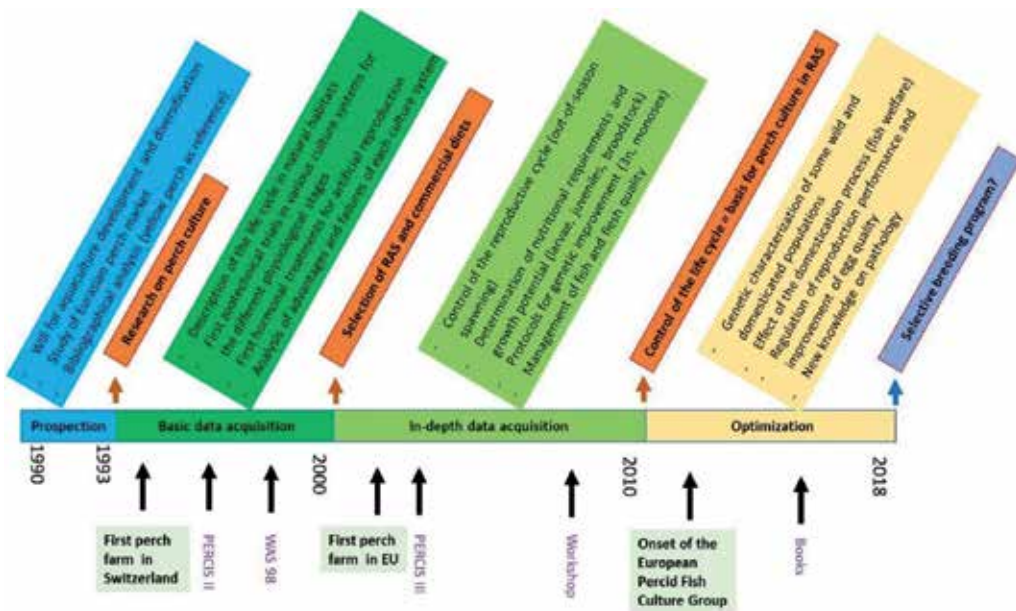 Will for aquaculture development and diversification
Study of Eurasian perch market
Bibliographical analysis (yellow perch as reference)
Research on perch culture
Description of the life cycle in natural habitats
First zootechnical trials in various culture systems for
the different physiological stages
First hormonal treatments for artificial reproduction
Analysis of advantages and failures of each culture system
Selection of RAS and commercial diets
Control of the reproductive cycle (out-of-season
spawning)
Determination of nutritional requirements and
growth potential (larvae, juveniles, broodstock)
Protocols for genetic improvement (3n, monosex)
Management of fish and flesh quality
Control of the life cycle = basis for perch culture in RAS
Genetic characterization of some wild and
domesticated populations
Effect of the domestication process (fish welfare)
Regulation of reproduction performance and
improvement of egg quality
New knowledge on pathology
Selective breeding program?
Prospection
Basic data acquisition
In-depth data acquisition
Optimization
1990
1993
2000
2010
2018
First perch
farm in
Switzerland
PERCIS II
WAS 98
First perch
farm in EU
PERCIS III
Workshop
Onset of the
European
Percid Fish
Culture Group
Books